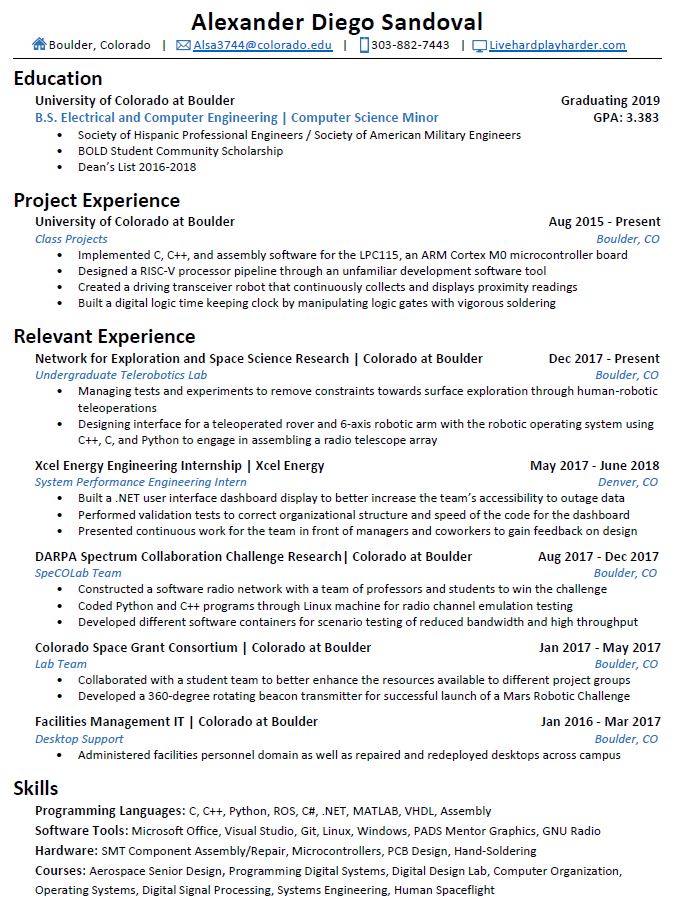 Alexander Diego Sandoval
Boulder, Colorado | Alsa3744@colorado.edu | 303-882-7443 | Livehardplayharder.com
Education
University of Colorado at Boulder Graduating 2019
B.S. Electrical and Computer Engineering | Computer Science Minor GPA: 3.383
• Society of Hispanic Professional Engineers / Society of American Military Engineers
• BOLD Student Community Scholarship
• Dean's List 2016-2018
Project Experience
University of Colorado at Boulder Aug 2015 - Present
Class Projects Boulder, CO
• Implemented C, C++, and assembly software for the LPC115, an ARM Cortex M0 microcontroller board
• Designed a RISC-V processor pipeline through an unfamiliar development software tool
• Created a driving transceiver robot that continuously collects and displays proximity readings
• Built a digital logic time keeping clock by manipulating logic gates with vigorous soldering
Relevant Experience
Network for Exploration and Space Science Research | Colorado at Boulder Dec 2017 - Present
Undergraduate Telerobotics Lab Boulder, CO
• Managing tests and experiments to remove constraints towards surface exploration through human-robotic
teleoperations
• Designing interface for a teleoperated rover and 6-axis robotic arm with the robotic operating system using
C++, C, and Python to engage in assembling a radio telescope array
Xcel Energy Engineering Internship | Xcel Energy May 2017 - June 2018
System Performance Engineering Intern Denver, CO
• Built a .NET user interface dashboard display to better increase the team's accessibility to outage data
• Performed validation tests to correct organizational structure and speed of the code for the dashboard
• Presented continuous work for the team in front of managers and coworkers to gain feedback on design
DARPA Spectrum Collaboration Challenge Research| Colorado at Boulder Aug 2017 - Dec 2017
SpeCOLab Team Boulder, CO
• Constructed a software radio network with a team of professors and students to win the challenge
• Coded Python and C++ programs through Linux machine for radio channel emulation testing
• Developed different software containers for scenario testing of reduced bandwidth and high throughput
Colorado Space Grant Consortium | Colorado at Boulder Jan 2017 - May 2017
Lab Team Boulder, CO
• Collaborated with a student team to better enhance the resources available to different project groups
• Developed a 360-degree rotating beacon transmitter for successful launch of a Mars Robotic Challenge
Facilities Management IT | Colorado at Boulder Jan 2016 - Mar 2017
Desktop Support Boulder, CO
• Administered facilities personnel domain as well as repaired and redeployed desktops across campus
Skills
Programming Languages: C, C++, Python, ROS, C#, .NET, MATLAB, VHDL, Assembly
Software Tools: Microsoft Office, Visual Studio, Git, Linux, Windows, PADS Mentor Graphics, GNU Radio
Hardware: SMT Component Assembly/Repair, Microcontrollers, PCB Design, Hand-Soldering
Courses: Aerospace Senior Design, Programming Digital Systems, Digital Design Lab, Computer Organization,
Operating Systems, Digital Signal Processing, Systems Engineering, Human Spaceflight